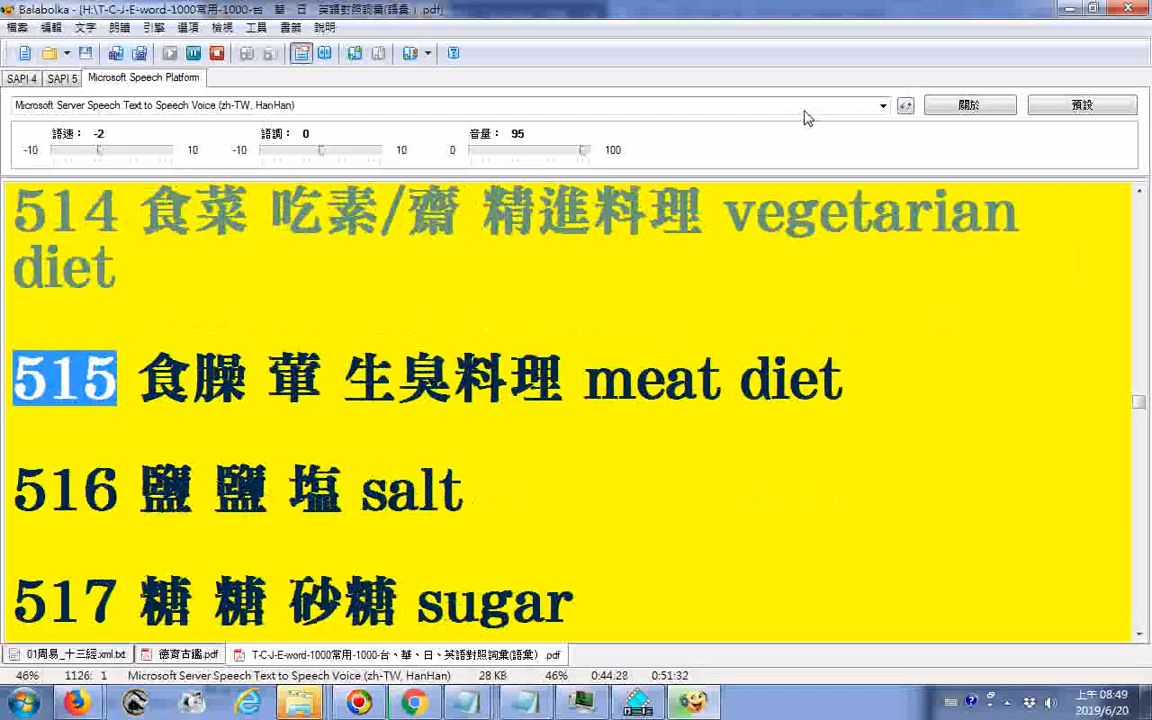 Balabolka - [H:\T-C-J-E-word-1000常用-1000-台、華、日、英語對照詞彙(語彙）.pdf]
檔案 編輯 文字 朗讀 引擎 選項 檢視 工具 書籤 說明
SAPI 4 SAPI 5 Microsoft Speech Platform
Microsoft Server Speech Text to Speech Voice (zh-TW, HanHan) 關於 預設
語速： -2 語調： 0 音量： 95
-10 10 -10 10 0 100
514 食菜 吃素/齋 精進料理 vegetarian
diet
515 食臊 葷 生臭料理 meat diet
516 鹽 鹽 塩 salt
517 糖 糖 砂糖 sugar
01周易_十三經.xml.txt 德育古鑑.pdf T-C-J-E-word-1000常用-1000-台、華、日、英語對照詞彙(語彙） .pdf
46% 1126: 1 Microsoft Server Speech Text to Speech Voice (zh-TW, HanHan) 28 KB 46% 0:44:28 0:51:32
上午 08:49
2019/6/20